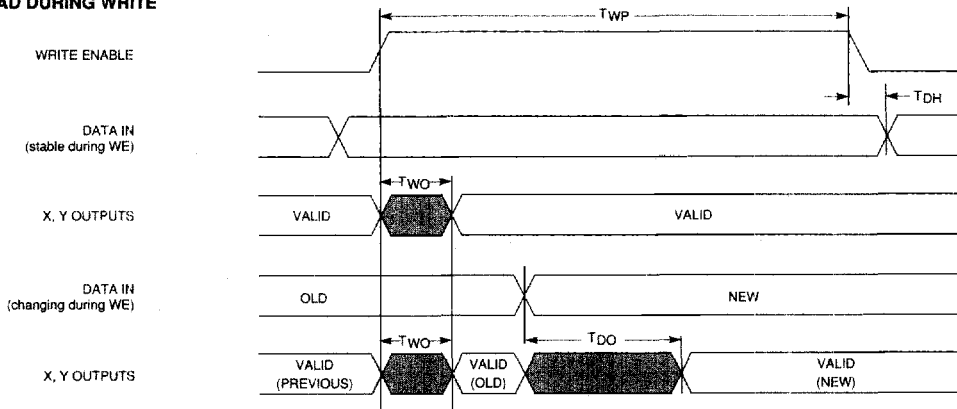 AD DURING WRITE
TWP
WRITE ENABLE
TDH
DATA IN
(stable during WE)
TWO
X, Y OUTPUTS
VALID
VALID
DATA IN
(changing during WE)
OLD
NEW
TWO
TDO
X, Y OUTPUTS
VALID
(PREVIOUS)
VALID
(OLD)
VALID
(NEW)